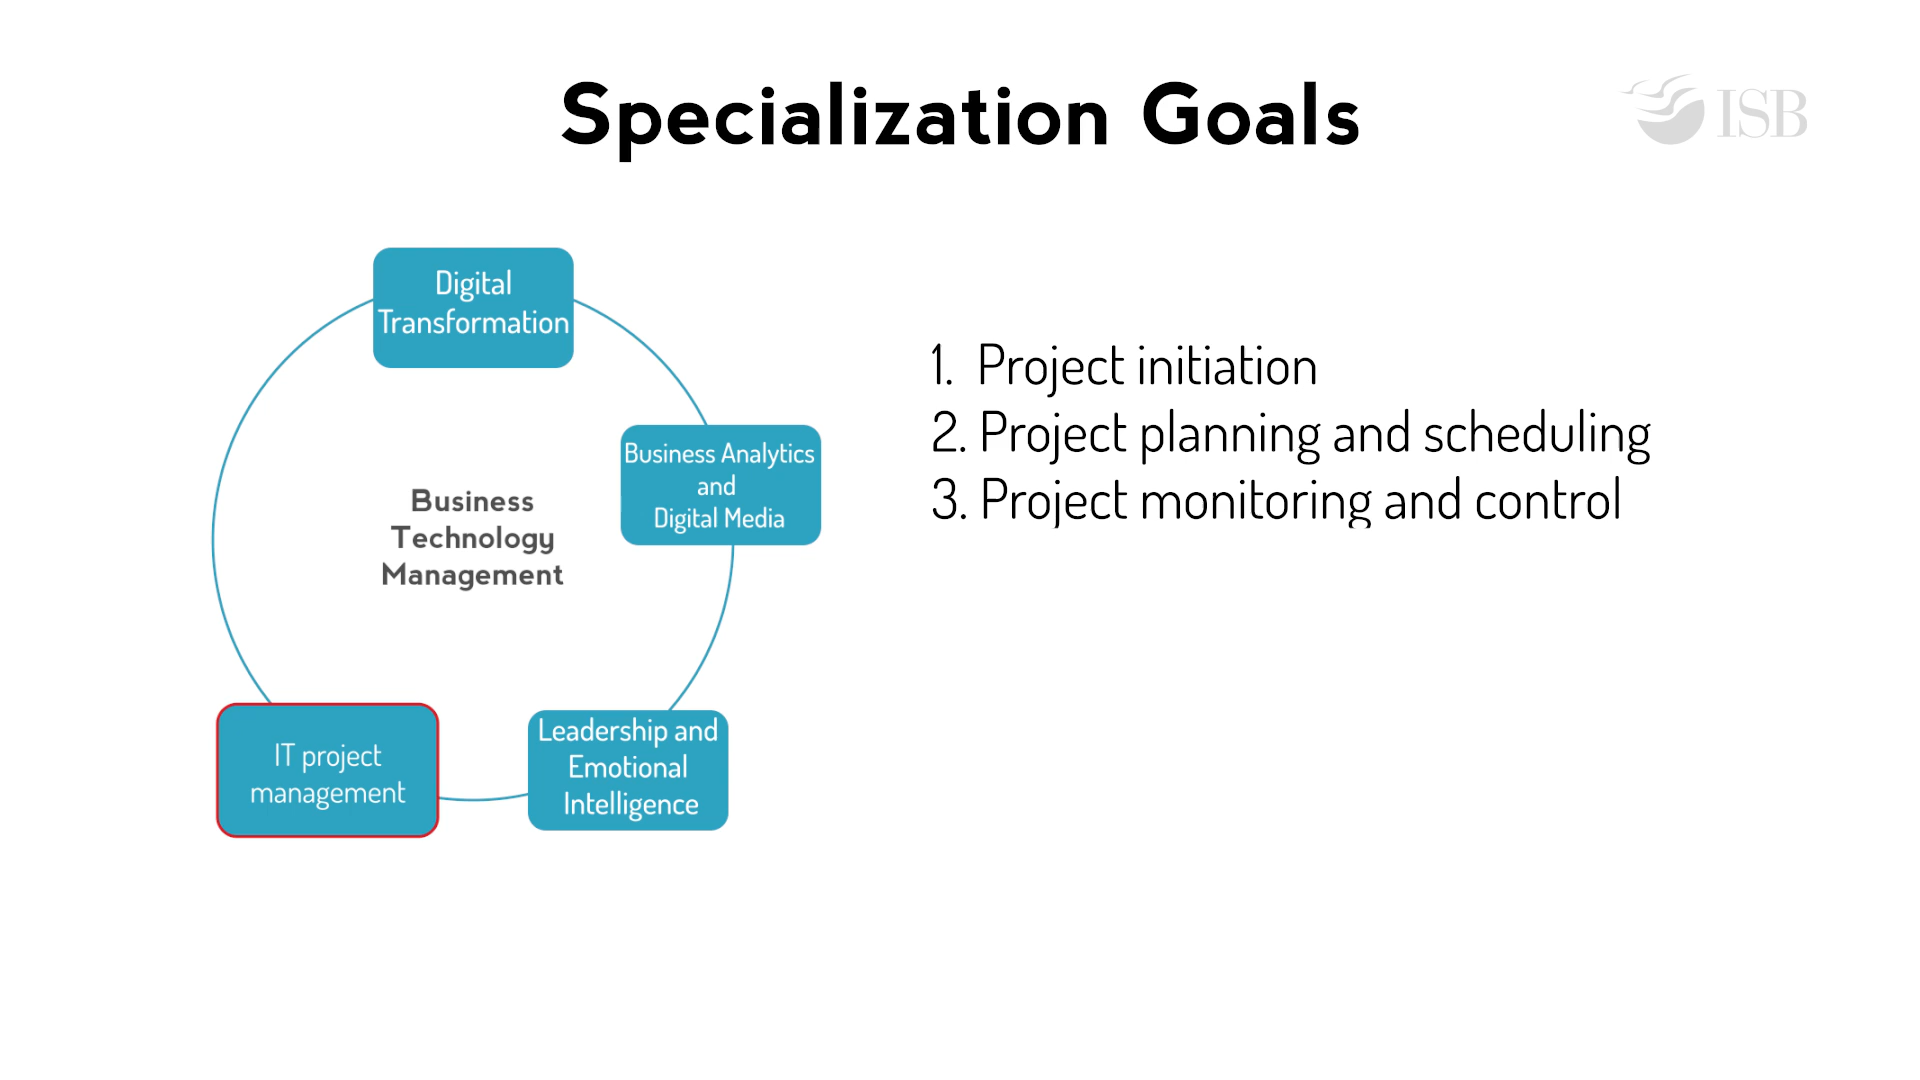 Specialization Goals
ISB
Digital
Transformation
Business Analytics
and
Digital Media
Business
Technology
Management
IT project
management
Leadership and
Emotional
Intelligence
1. Project initiation
2. Project planning and scheduling
3. Project monitoring and control